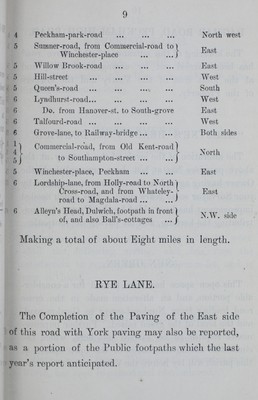 9
4 Peckham-park-road ... ... ... North west
5 Sumner-road, from Commercial-road to Winchester-place ... ... } East
5 Willow Brook-road ... ... ... East
5 Hill-street ... ... ... ... West
5 Queen's-road ... ... ... ... South
6 Lyndhurst-road... ... ... ... West
6 Do. from Hanover-st. to South-grove East
6 Talfourd-road ... ... ... ... West
6 Grove-lane, to Railway-bridge ... ... Both sides
1 } Commercial-road, from Old Kent-road }
4 } North
5 } to Southampton-street ... ... }
5 Winchester-place, Peckham ... ... East
6 Lordship-lane, from Holly-road to North }
Cross-road, and from Whateley- } East
road to Magdala-road ... ... }
6 Alleyn's Head, Dulwich, footpath in front }
of, and also Ball's-cottages ... } N.W. side
Making a total of about Eight miles in length.
RYE LANE.
The Completion of the Paving of the East side
of this road with York paving may also be reported,
as a portion of the Public footpaths which the last
year's report anticipated.